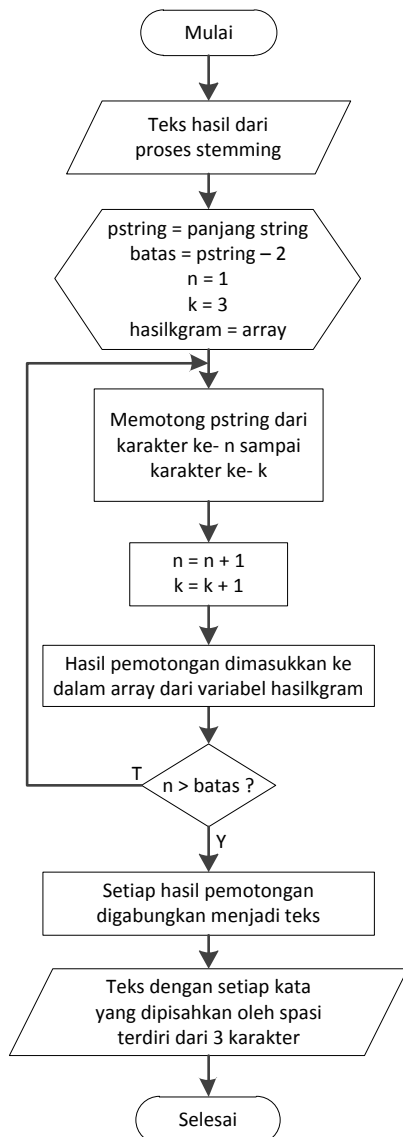 Mulai
Teks hasil dari
proses stemming
pstring = panjang string
batas = pstring – 2
n = 1
k = 3
hasilkgram = array
Memotong pstring dari
karakter ke- n sampai
karakter ke- k
n = n + 1
k = k + 1
Hasil pemotongan dimasukkan ke
dalam array dari variabel hasilkgram
T
n > batas ?
Y
Setiap hasil pemotongan
digabungkan menjadi teks
Teks dengan setiap kata
yang dipisahkan oleh spasi
terdiri dari 3 karakter
Selesai